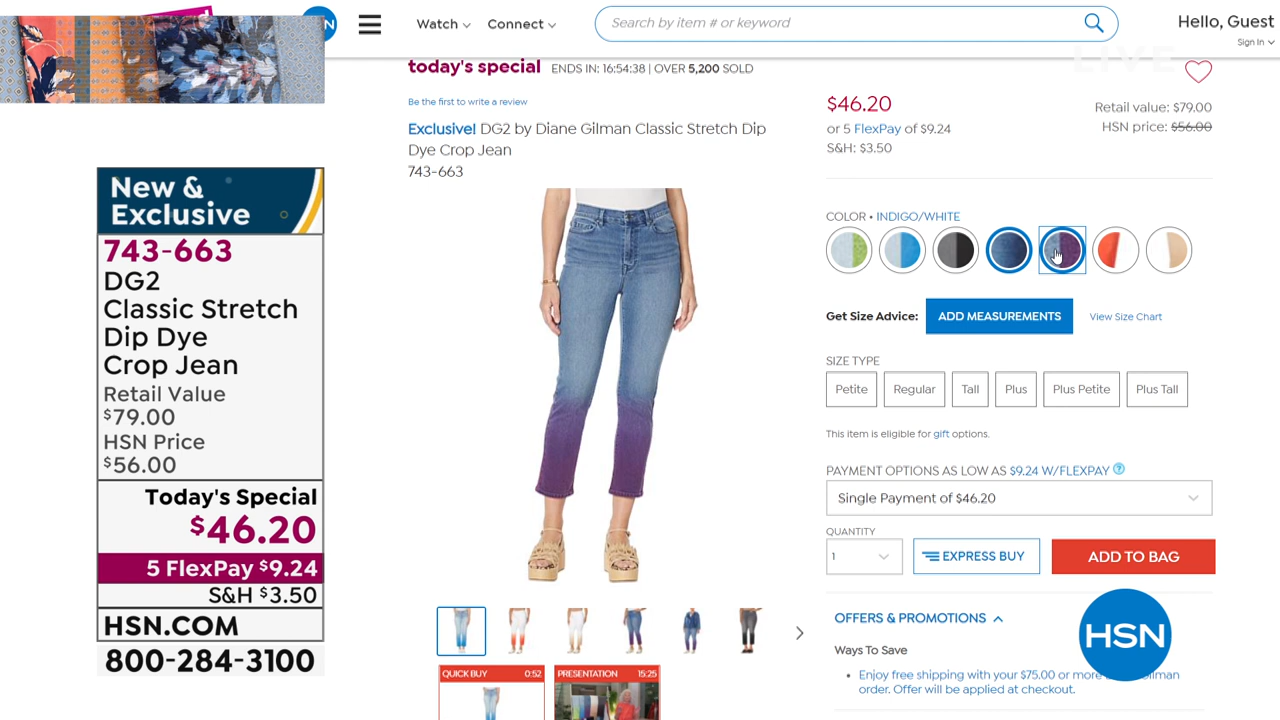 Watch
Connect
Search by item # or keyword
Hello, Guest
Sign In
LIVE
today's special ENDS IN: 16:54:38 | OVER 5,200 SOLD
Be the first to write a review
Exclusive! DG2 by Diane Gilman Classic Stretch Dip
Dye Crop Jean
743-663
$46.20
or 5 FlexPay of $9.24
S&H: $3.50
Retail value: $79.00
HSN price: $56.00
COLOR • INDIGO/WHITE
Get Size Advice: ADD MEASUREMENTS View Size Chart
SIZE TYPE
Petite Regular Tall Plus Plus Petite Plus Tall
This item is eligible for gift options.
PAYMENT OPTIONS AS LOW AS $9.24 W/FLEXPAY ?
Single Payment of $46.20
QUANTITY
1
EXPRESS BUY
ADD TO BAG
OFFERS & PROMOTIONS
Ways To Save
• Enjoy free shipping with your $75.00 or more
order. Offer will be applied at checkout.
HSN
QUICK BUY 0:52
PRESENTATION 15:25
New &
Exclusive
743-663
DG2
Classic Stretch
Dip Dye
Crop Jean
Retail Value
$79.00
HSN Price
$56.00
Today's Special
$46.20
5 FlexPay $9.24
S&H $3.50
HSN.COM
800-284-3100